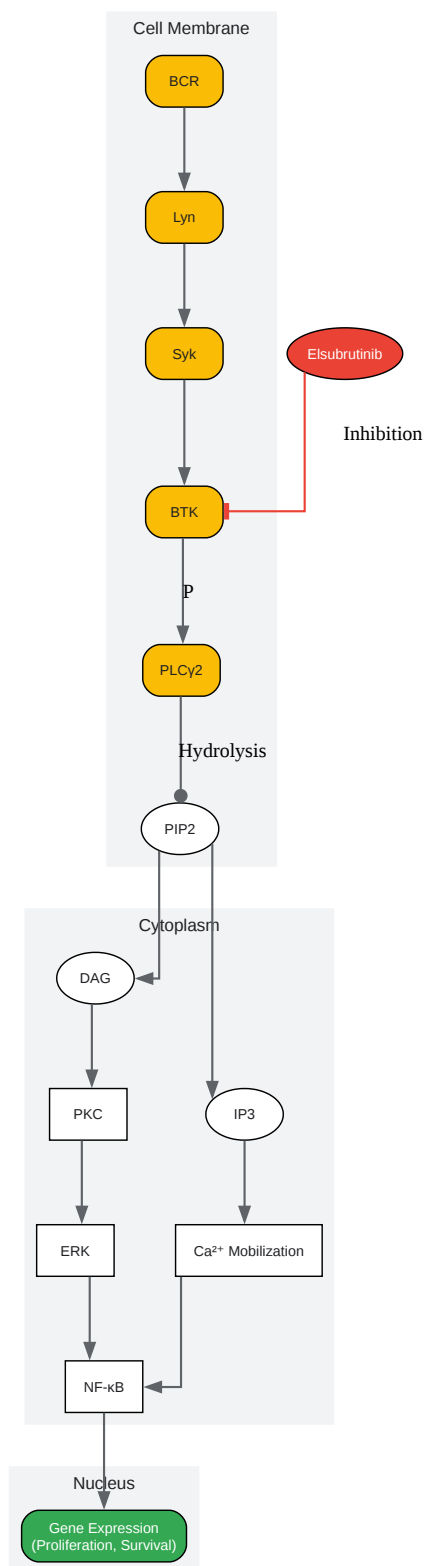 Cell Membrane
BCR
Lyn
Syk
Elsubrutinib
Inhibition
BTK
P
PLCγ2
Hydrolysis
PIP2
Cytoplasm
DAG
PKC
IP3
ERK
Ca²⁺ Mobilization
NF-κB
Nucleus
Gene Expression
(Proliferation, Survival)